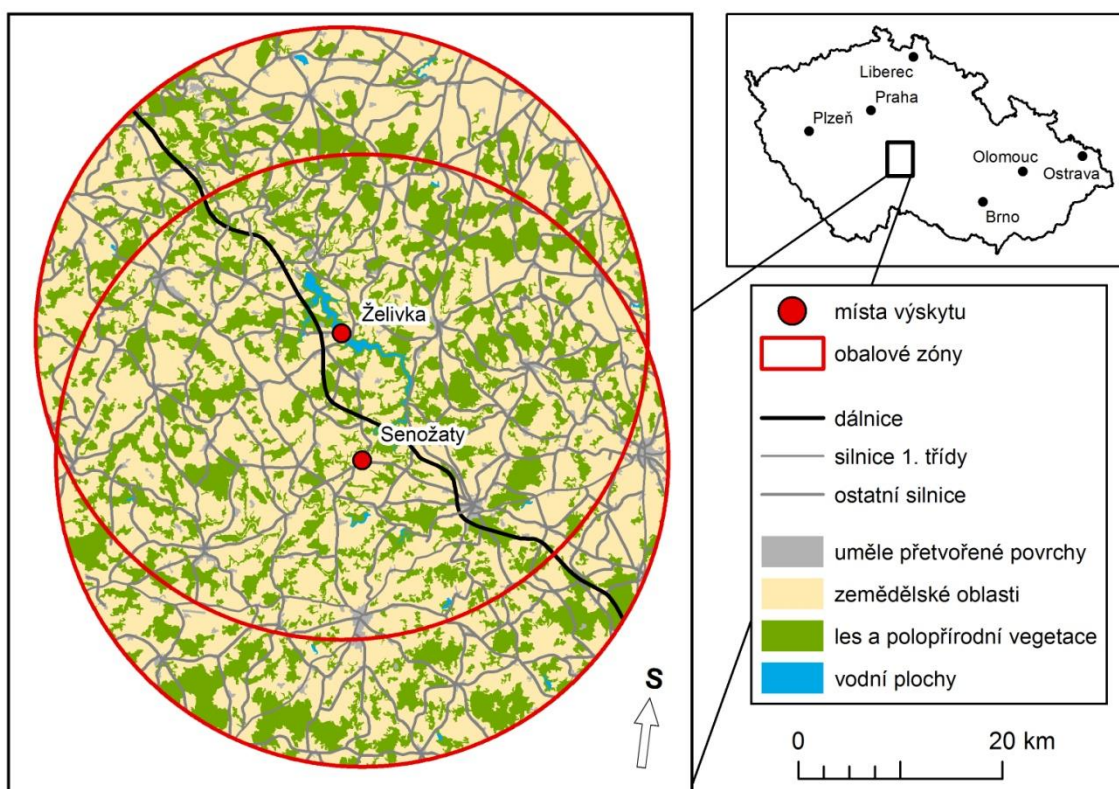 Želivka
Senožaty
S
Liberec
Praha
Plzeň
Olomouc
Ostrava
Brno
místa výskytu
obalové zóny
dálnice
silnice 1. třídy
ostatní silnice
uměle přetvořené povrchy
zemědělské oblasti
les a polopřírodní vegetace
vodní plochy
0 20 km